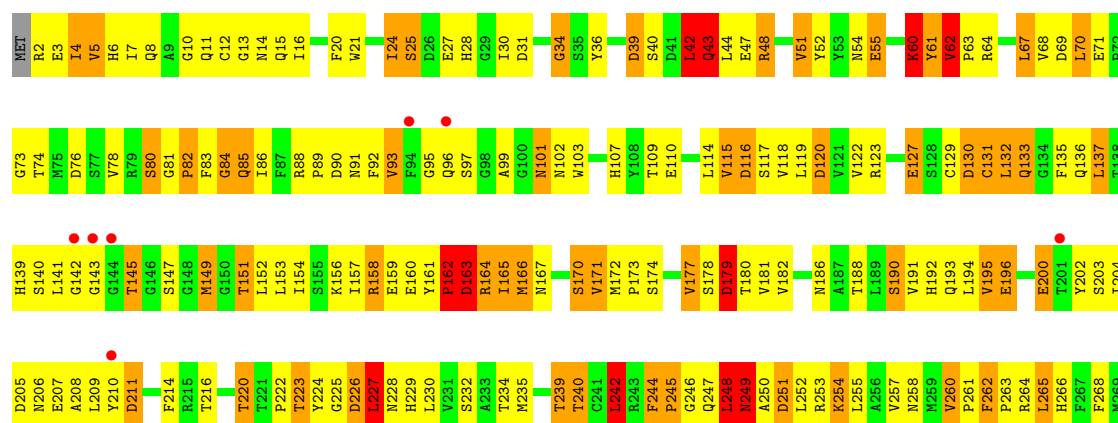 MET R2 E3 I4 V5 H6 I7 Q8 A9 G10 Q11 C12 G13 N14 Q15 I16 F20 W21 I24 S25 D26 E27 H28 G29 I30 D31 G34 S35 Y36 D39 S40 D41 L42 Q43 L44 E47 R48 V51 Y52 Y53 N54 E55 K60 Y61 V62 P63 R64 L67 V68 D69 L70 E71 P72
G73 T74 M75 D76 S77 V78 R79 S80 G81 P82 F83 G84 Q85 I86 F87 R88 P89 D90 N91 F92 V93 F94 G95 Q96 S97 G98 A99 G100 N101 N102 W103 H107 Y108 T109 E110 L114 V115 D116 S117 V118 L119 D120 V121 V122 R123 E127 S128 C129 D130 C131 L132 Q133 G134 F135 Q136 L137 T138
H139 S140 L141 G142 G143 G144 T145 G146 S147 G148 M149 G150 T151 L152 L153 I154 S155 K156 I157 R158 E159 E160 Y161 P162 D163 R164 I165 M166 N167 S170 V171 M172 P173 S174 V177 S178 D179 T180 V181 V182 N186 A187 T188 L189 S190 V191 H192 Q193 L194 V195 E196 E200 T201 Y202 S203 I204
D205 N206 E207 A208 L209 Y210 D211 F214 R215 T216 T220 T221 P222 T223 Y224 G225 D226 L227 N228 H229 L230 V231 S232 A233 T234 M235 T239 T240 C241 L242 R243 F244 P245 G246 Q247 L248 N249 A250 D251 L252 R253 K254 L255 A256 V257 N258 M259 V260 P261 F262 P263 R264 L265 H266 F267 F268 M269